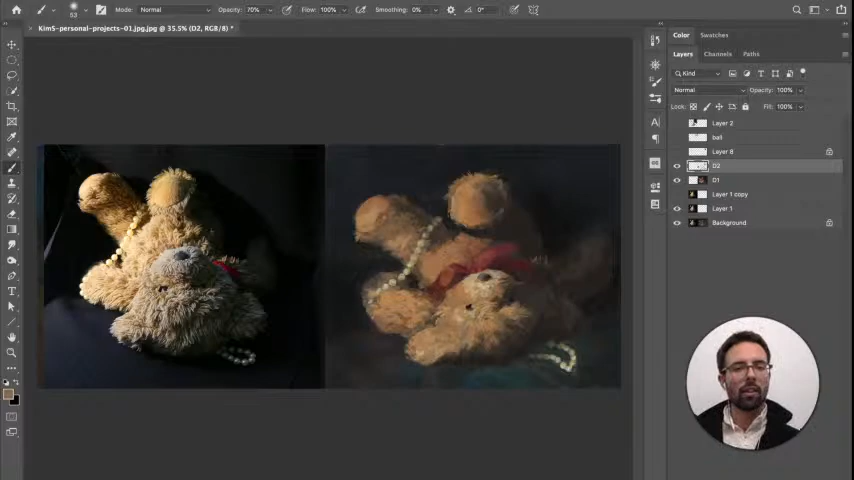 53 Mode: Normal Opacity: 70% Flow: 100% Smoothing: 0% 0°
Kim5-personal-projects-01.jpg.jpg @ 35.5% (D2, RGB/8) *
Color Swatches
Layers Channels Paths
Kind
Normal Opacity: 100%
Lock: Fill: 100%
Layer 2
ball
Layer 8
D2
D1
Layer 1 copy
Layer 1
Background